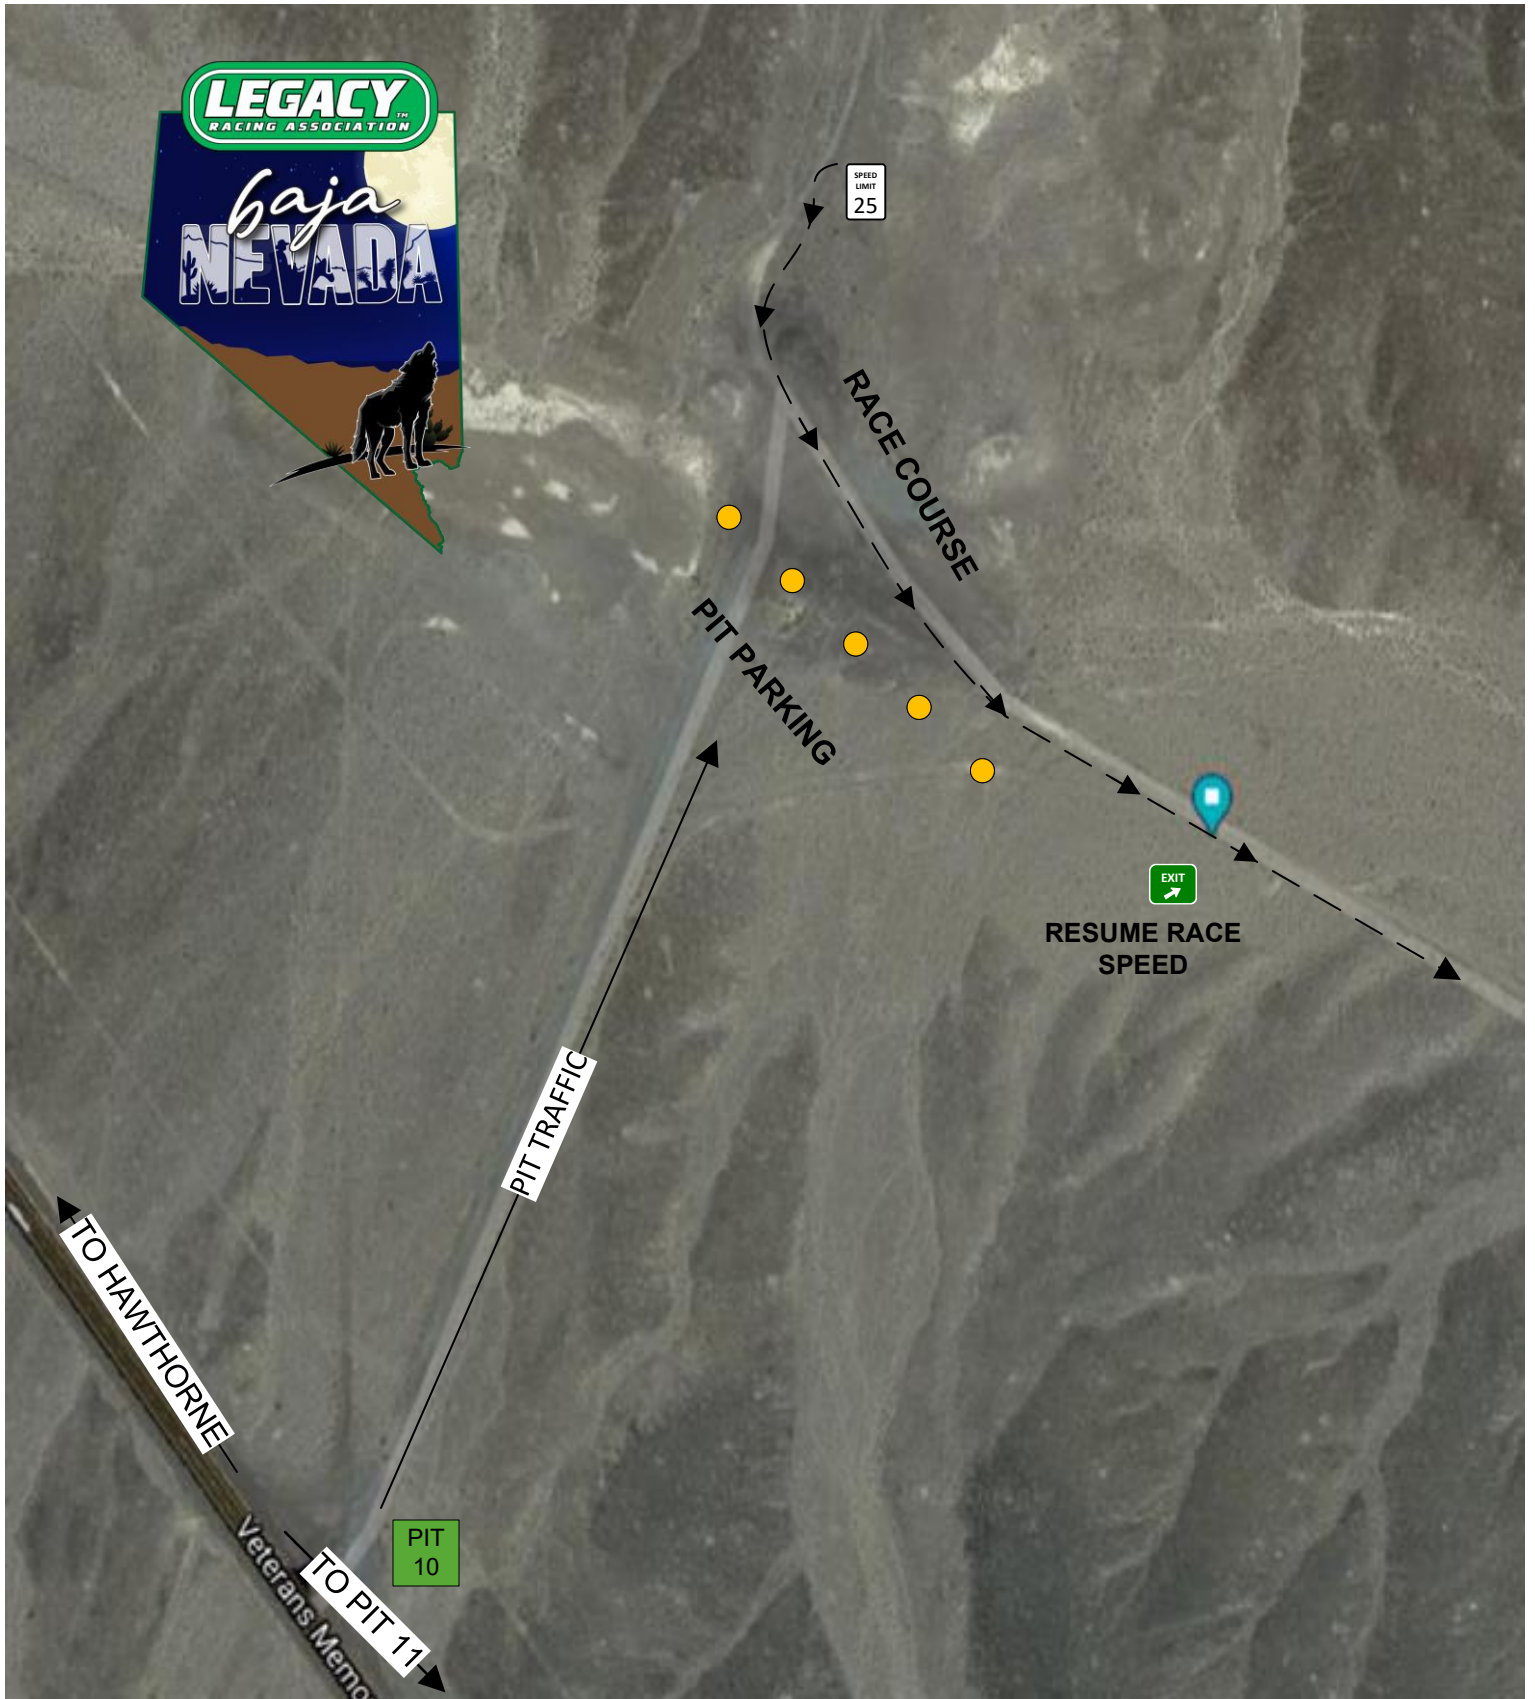 LEGACY™
RACING ASSOCIATION
baja
NEVADA
SPEED
LIMIT
25
RACE COURSE
PIT PARKING
EXIT
RESUME RACE
SPEED
PIT TRAFFIC
TO HAWTHORNE
PIT
10
TO PIT 11
Veterans Memo